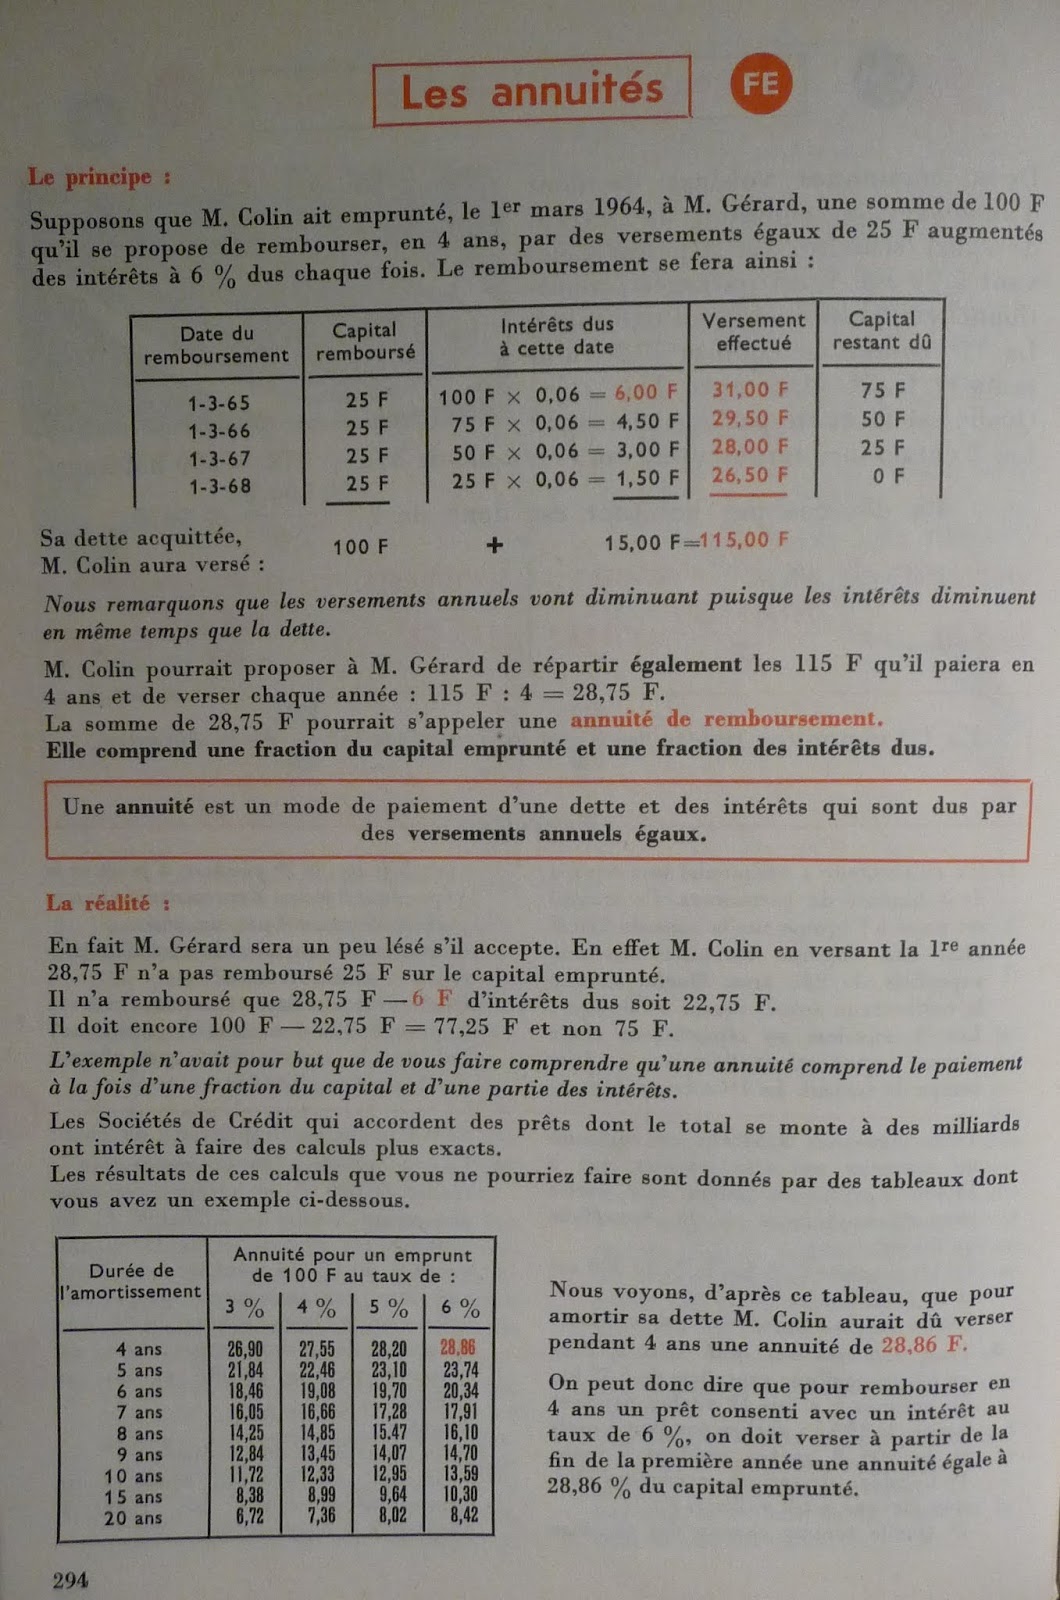 Les annuités FE
Le principe :
Supposons que M. Colin ait emprunté, le 1er mars 1964, à M. Gérard, une somme de 100 F
qu'il se propose de rembourser, en 4 ans, par des versements égaux de 25 F augmentés
des intérêts à 6 % dus chaque fois. Le remboursement se fera ainsi :
Date du remboursement | Capital remboursé | Intérêts dus à cette date | Versement effectué | Capital restant dû
1-3-65 | 25 F | 100 F × 0,06 = 6,00 F | 31,00 F | 75 F
1-3-66 | 25 F | 75 F × 0,06 = 4,50 F | 29,50 F | 50 F
1-3-67 | 25 F | 50 F × 0,06 = 3,00 F | 28,00 F | 25 F
1-3-68 | 25 F | 25 F × 0,06 = 1,50 F | 26,50 F | 0 F
Sa dette acquittée,
M. Colin aura versé : 100 F + 15,00 F=115,00 F
Nous remarquons que les versements annuels vont diminuant puisque les intérêts diminuent
en même temps que la dette.
M. Colin pourrait proposer à M. Gérard de répartir également les 115 F qu'il paiera en
4 ans et de verser chaque année : 115 F : 4 = 28,75 F.
La somme de 28,75 F pourrait s'appeler une annuité de remboursement.
Elle comprend une fraction du capital emprunté et une fraction des intérêts dus.
Une annuité est un mode de paiement d'une dette et des intérêts qui sont dus par
des versements annuels égaux.
La réalité :
En fait M. Gérard sera un peu lésé s'il accepte. En effet M. Colin en versant la 1re année
28,75 F n'a pas remboursé 25 F sur le capital emprunté.
Il n'a remboursé que 28,75 F — 6 F d'intérêts dus soit 22,75 F.
Il doit encore 100 F — 22,75 F = 77,25 F et non 75 F.
L'exemple n'avait pour but que de vous faire comprendre qu'une annuité comprend le paiement
à la fois d'une fraction du capital et d'une partie des intérêts.
Les Sociétés de Crédit qui accordent des prêts dont le total se monte à des milliards
ont intérêt à faire des calculs plus exacts.
Les résultats de ces calculs que vous ne pourriez faire sont donnés par des tableaux dont
vous avez un exemple ci-dessous.
Durée de l'amortissement | Annuité pour un emprunt de 100 F au taux de :
3 % | 4 % | 5 % | 6 %
4 ans | 26,90 | 27,55 | 28,20 | 28,86
5 ans | 21,84 | 22,46 | 23,10 | 23,74
6 ans | 18,46 | 19,08 | 19,70 | 20,34
7 ans | 16,05 | 16,66 | 17,28 | 17,91
8 ans | 14,25 | 14,85 | 15.47 | 16,10
9 ans | 12,84 | 13,45 | 14,07 | 14,70
10 ans | 11,72 | 12,33 | 12,95 | 13,59
15 ans | 8,38 | 8,99 | 9,64 | 10,30
20 ans | 6,72 | 7,36 | 8,02 | 8,42
Nous voyons, d'après ce tableau, que pour
amortir sa dette M. Colin aurait dû verser
pendant 4 ans une annuité de 28,86 F.
On peut donc dire que pour rembourser en
4 ans un prêt consenti avec un intérêt au
taux de 6 %, on doit verser à partir de la
fin de la première année une annuité égale à
28,86 % du capital emprunté.
294